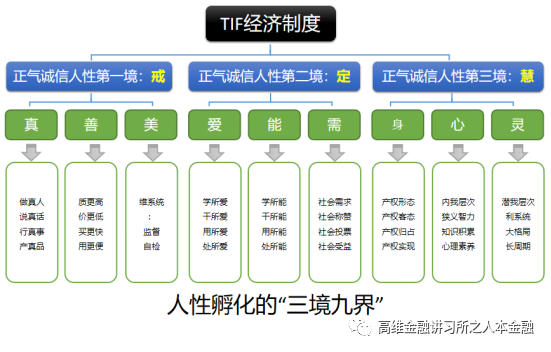 TIF经济制度
正气诚信人性第一境：戒
正气诚信人性第二境：定
正气诚信人性第三境：慧
真
善
美
爱
能
需
身
心
灵
做真人
说真话
行真事
产真品
质更高
价更低
买更快
用更便
维系统
：
监督
自检
学所爱
干所爱
用所爱
处所爱
学所能
干所能
用所能
处所能
社会需求
社会称赞
社会投票
社会受益
产权形态
产权客态
产权归占
产权实现
内我层次
狭义智力
知识积累
心理素养
潜我层次
利系统
大格局
长周期
人性孵化的“三境九界”
高维金融讲习所之人本金融